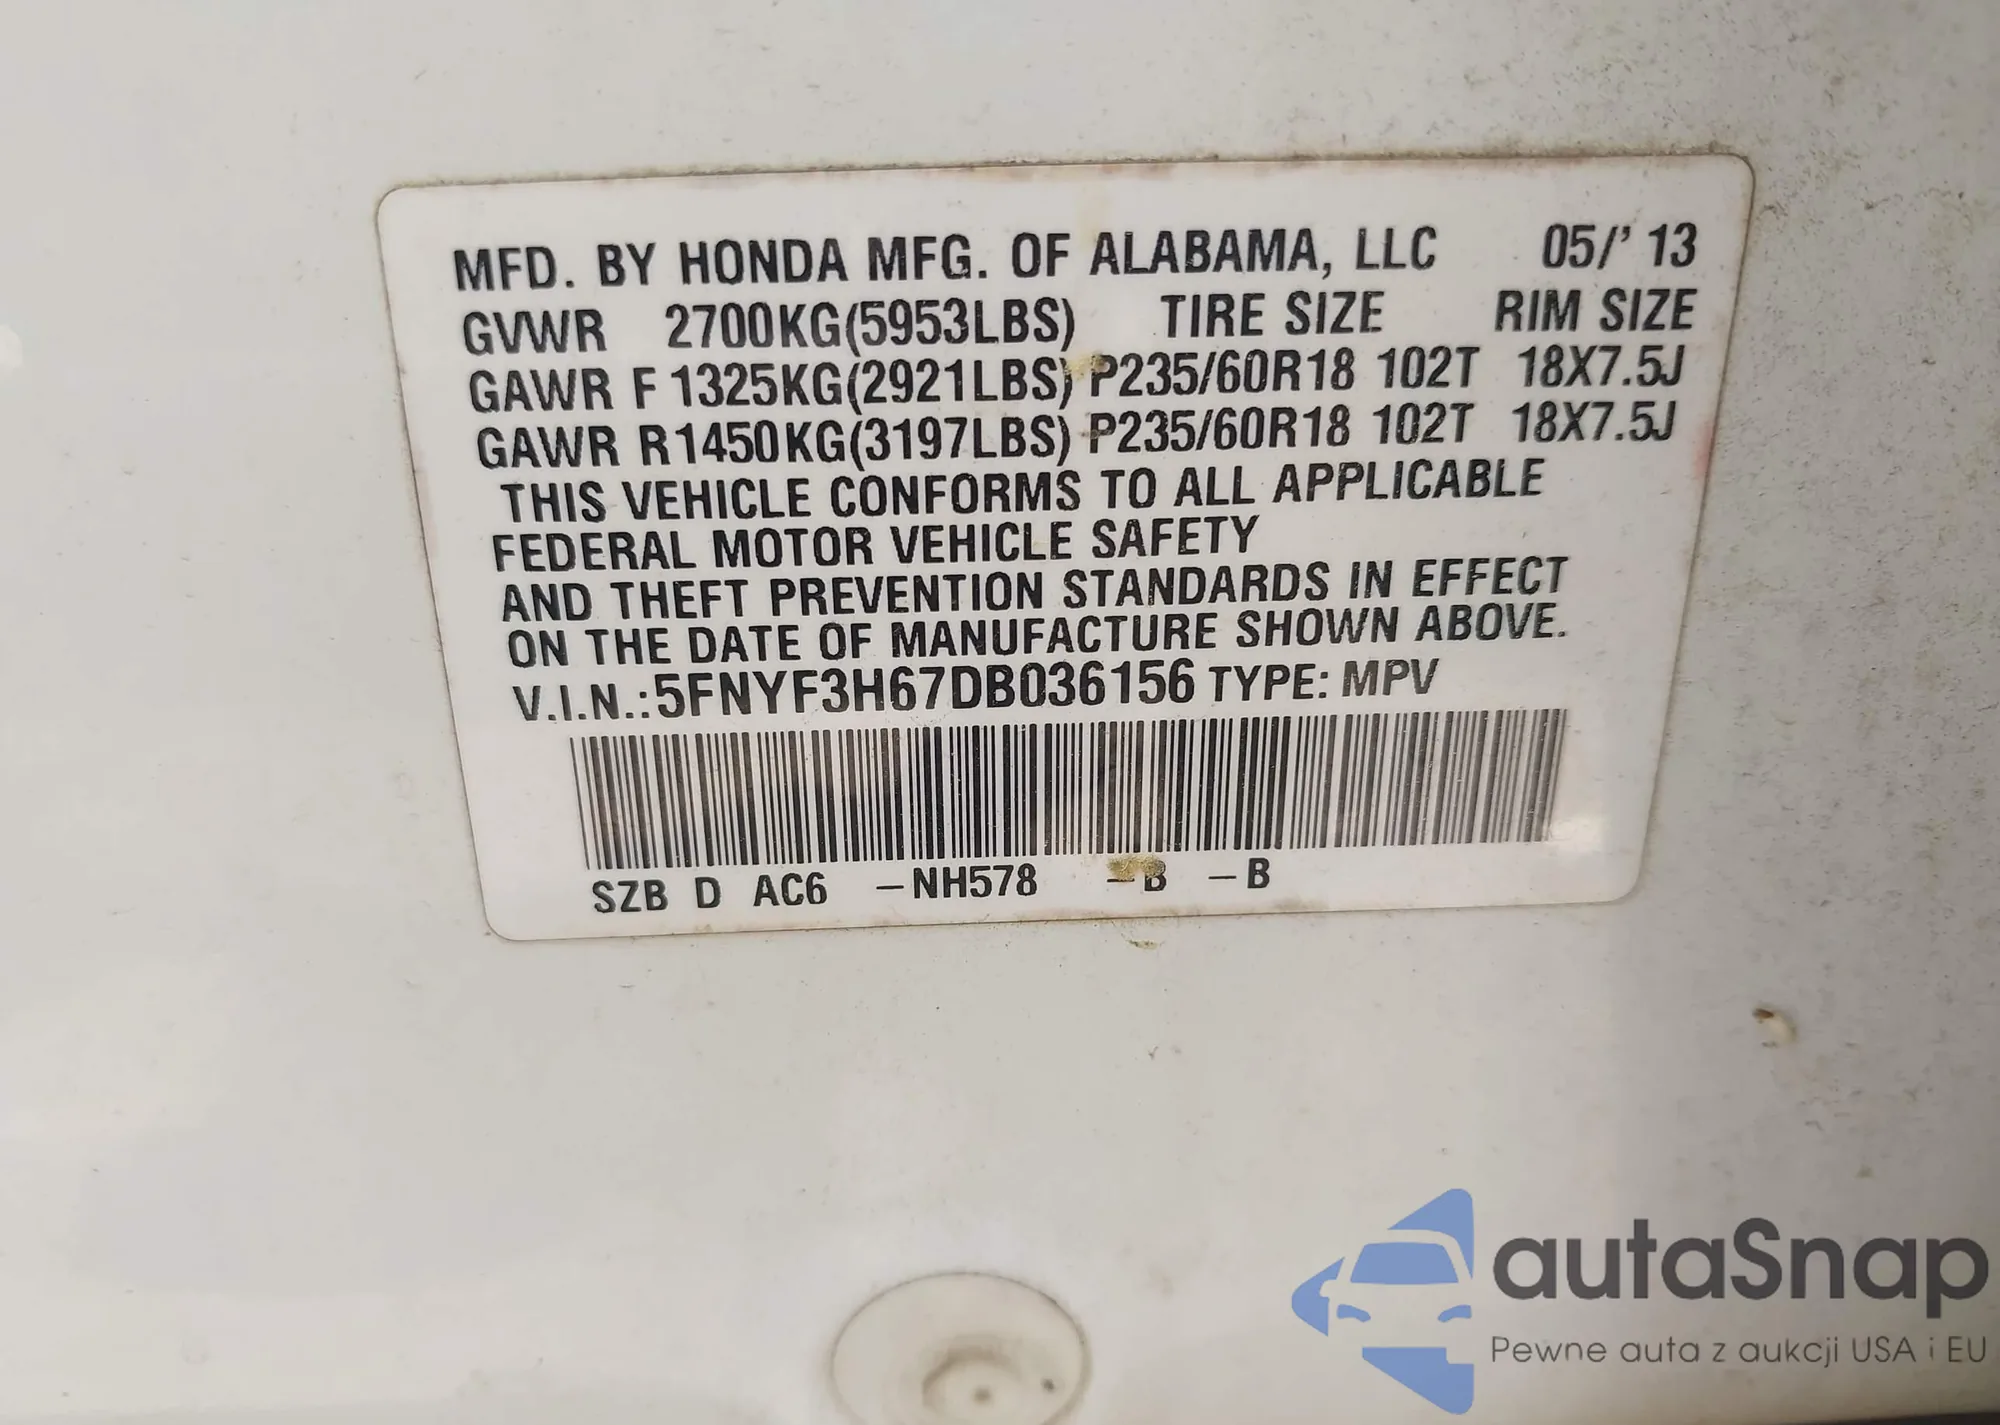 MFD. BY HONDA MFG. OF ALABAMA, LLC 05/'13
GVWR 2700KG(5953LBS) TIRE SIZE RIM SIZE
GAWR F 1325KG(2921LBS) P235/60R18 102T 18X7.5J
GAWR R1450KG(3197LBS) P235/60R18 102T 18X7.5J
THIS VEHICLE CONFORMS TO ALL APPLICABLE
FEDERAL MOTOR VEHICLE SAFETY
AND THEFT PREVENTION STANDARDS IN EFFECT
ON THE DATE OF MANUFACTURE SHOWN ABOVE.
V.I.N.:5FNYF3H67DB036156 TYPE: MPV
SZB D AC6 -NH578 -B -B
autaSnap
Pewne auta z aukcji USA i EU